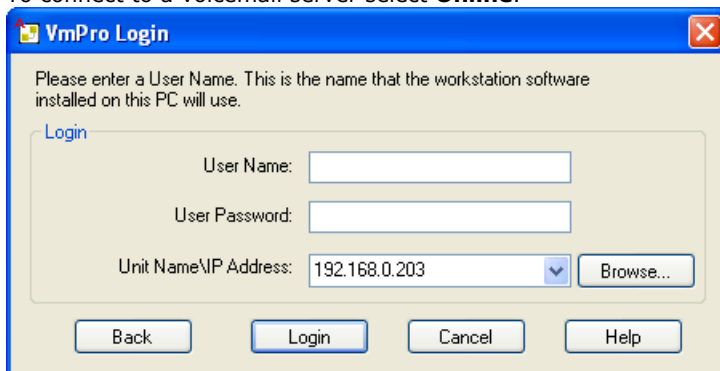 To connect to a voicemail server select Online.
VmPro Login
Please enter a User Name. This is the name that the workstation software
installed on this PC will use.
Login
User Name:
User Password:
Unit Name\IP Address: 192.168.0.203 Browse...
Back Login Cancel Help